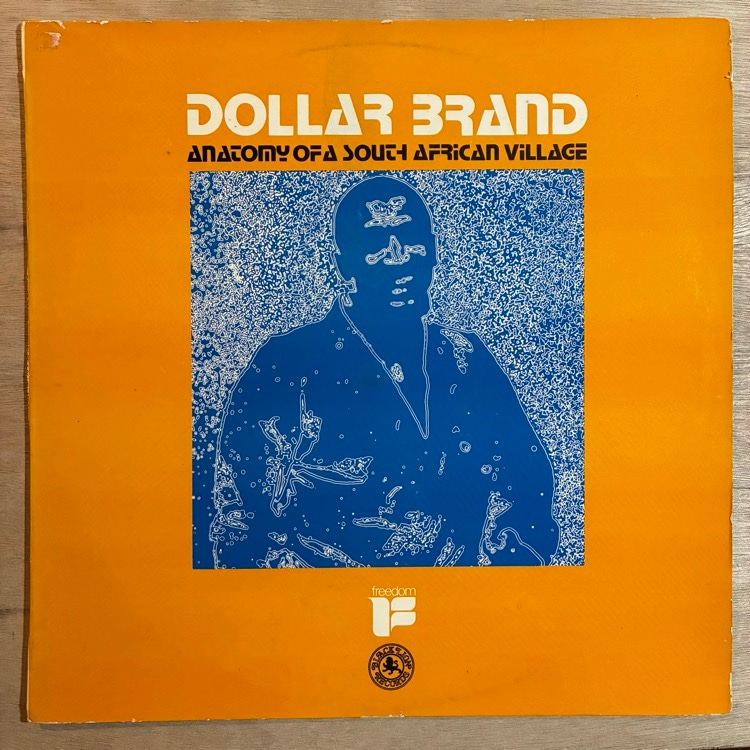 DOLLAR BRAND
ANATOMY OF A SOUTH AFRICAN VILLAGE
freedom
F
BLACK LION
RECORDS